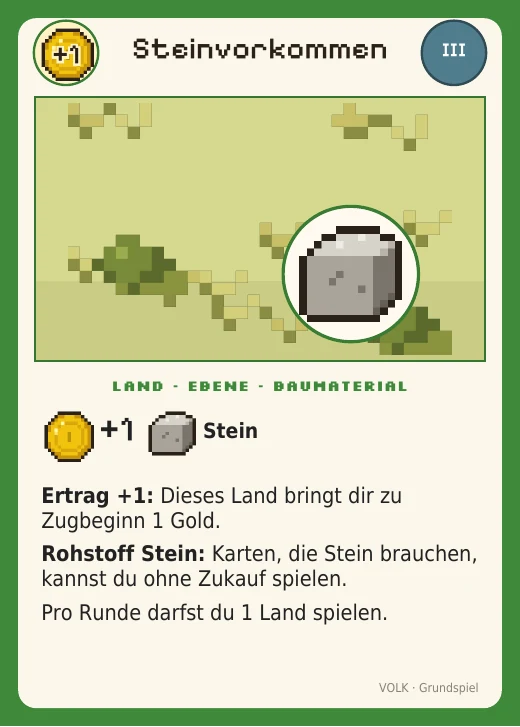 +1 Steinvorkommen III
LAND - EBENE - BAUMATERIAL
+1 Stein
Ertrag +1: Dieses Land bringt dir zu
Zugbeginn 1 Gold.
Rohstoff Stein: Karten, die Stein brauchen,
kannst du ohne Zukauf spielen.
Pro Runde darfst du 1 Land spielen.
VOLK · Grundspiel